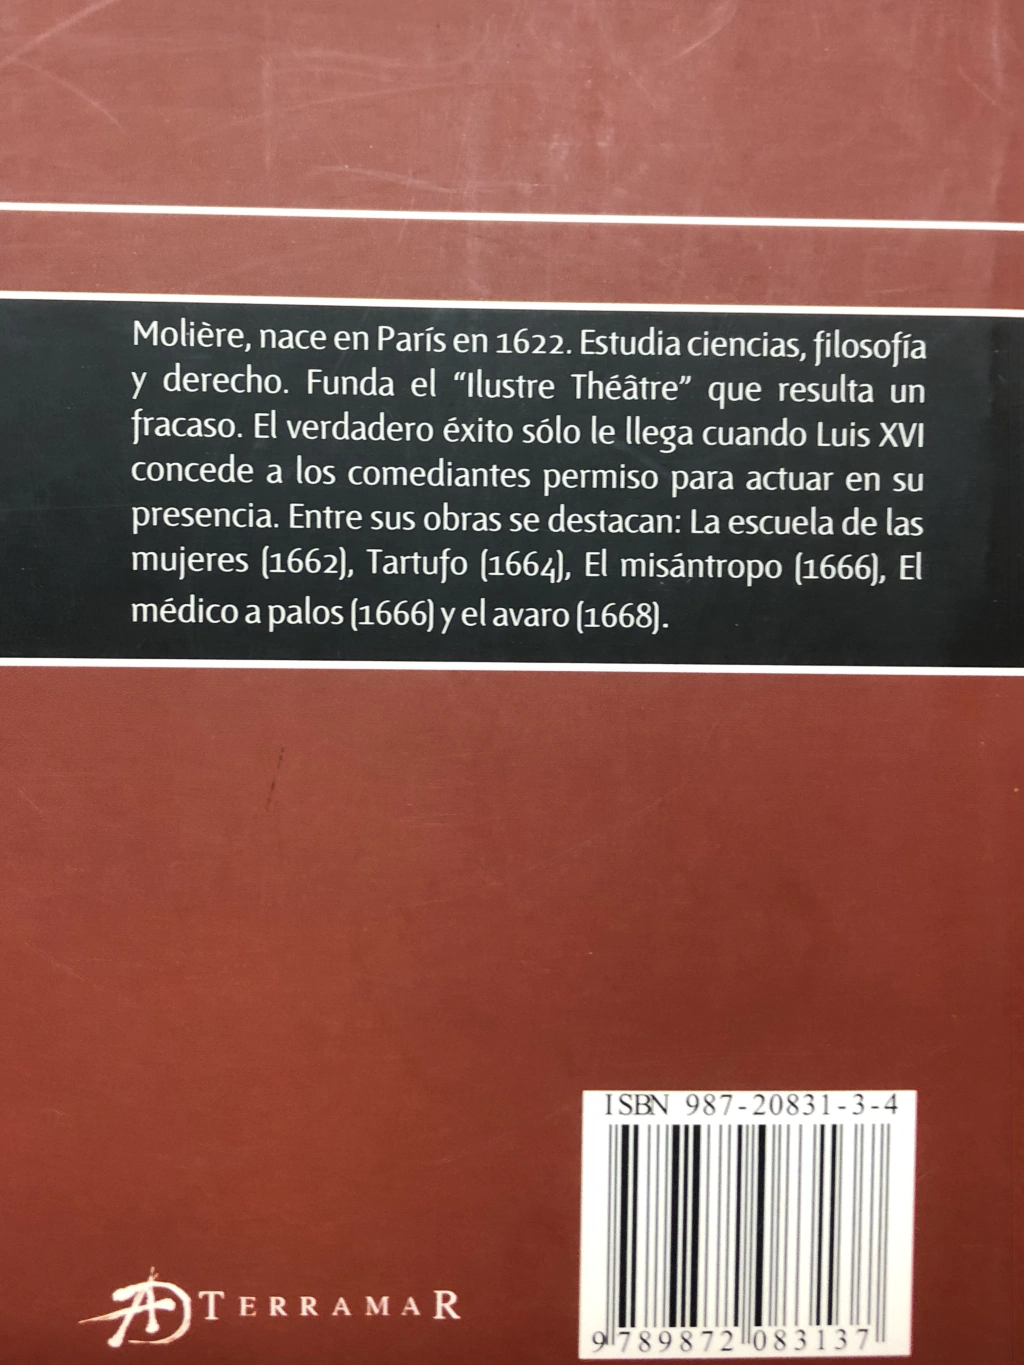 Molière, nace en París en 1622. Estudia ciencias, filosofía
y derecho. Funda el “Ilustre Théâtre” que resulta un
fracaso. El verdadero éxito sólo le llega cuando Luis XVI
concede a los comediantes permiso para actuar en su
presencia. Entre sus obras se destacan: La escuela de las
mujeres (1662), Tartufo (1664), El misántropo (1666), El
médico a palos (1666) y el avaro (1668).
ISBN 987-20831-3-4
9 789872 083137
TERRAMAR